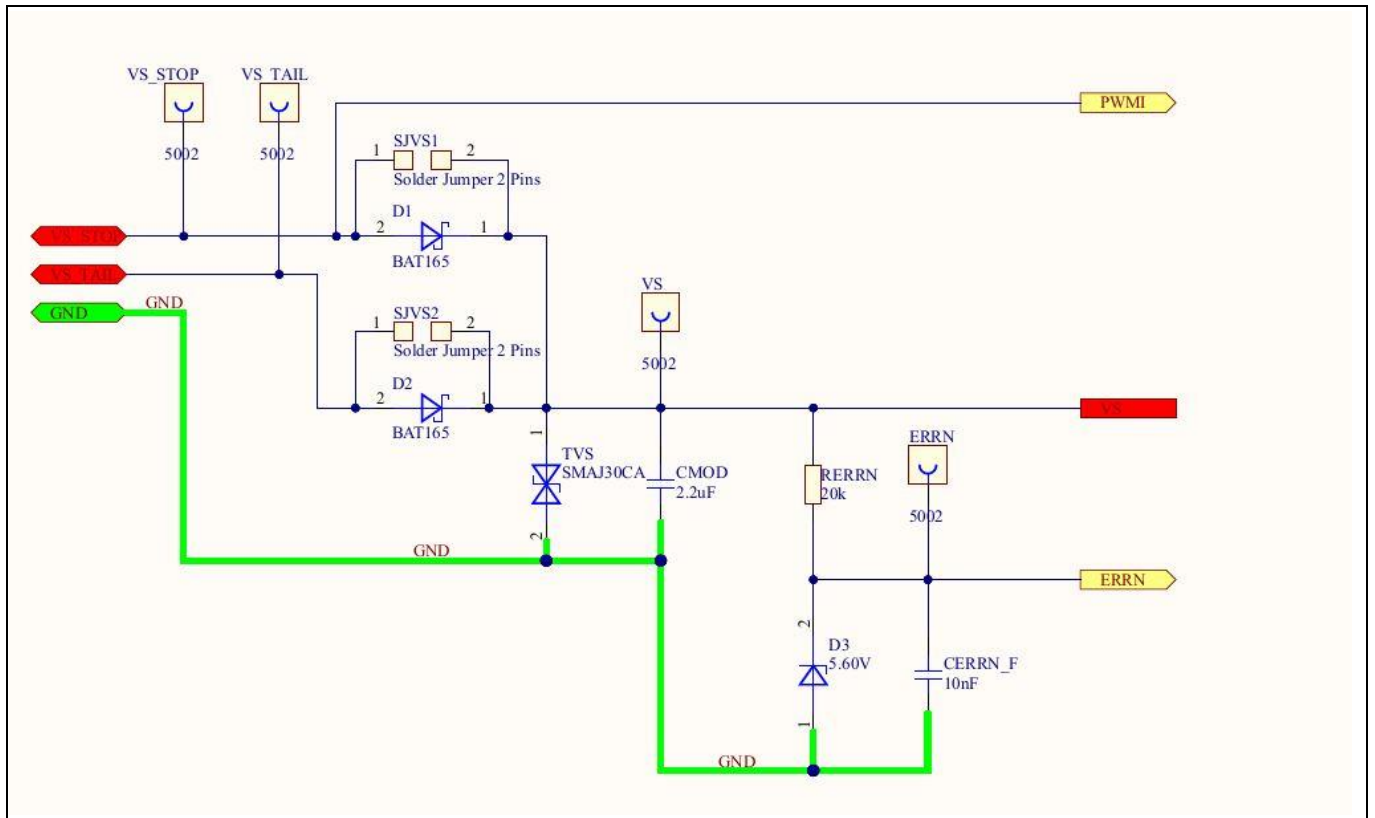 VS_STOP VS_TAIL
PWMI
5002 5002
SJVS1
1 2
Solder Jumper 2 Pins
D1
2 1
BAT165
VS_STOP
VS_TAIL
GND GND
VS
5002
SJVS2
1 2
Solder Jumper 2 Pins
D2
2 1
BAT165
VS
1
TVS
SMAJ30CA
2
CMOD
2.2uF
RERRN
20k
ERRN
5002
GND
ERRN
2
D3
5.60V
1
CERRN_F
10nF
GND